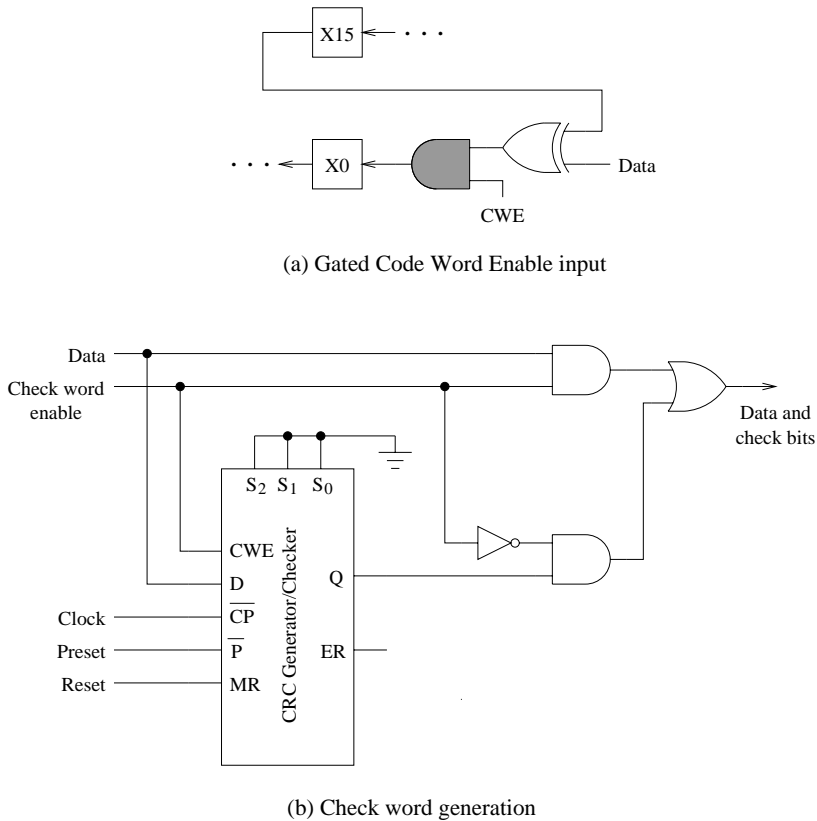 X15
. . .
. . .
X0
Data
CWE
(a) Gated Code Word Enable input
Data
Check word
enable
Data and
check bits
S2 S1 S0
CWE
D
Q
Clock
C̅P̅
Preset
P̅
ER
Reset
MR
CRC Generator/Checker
(b) Check word generation